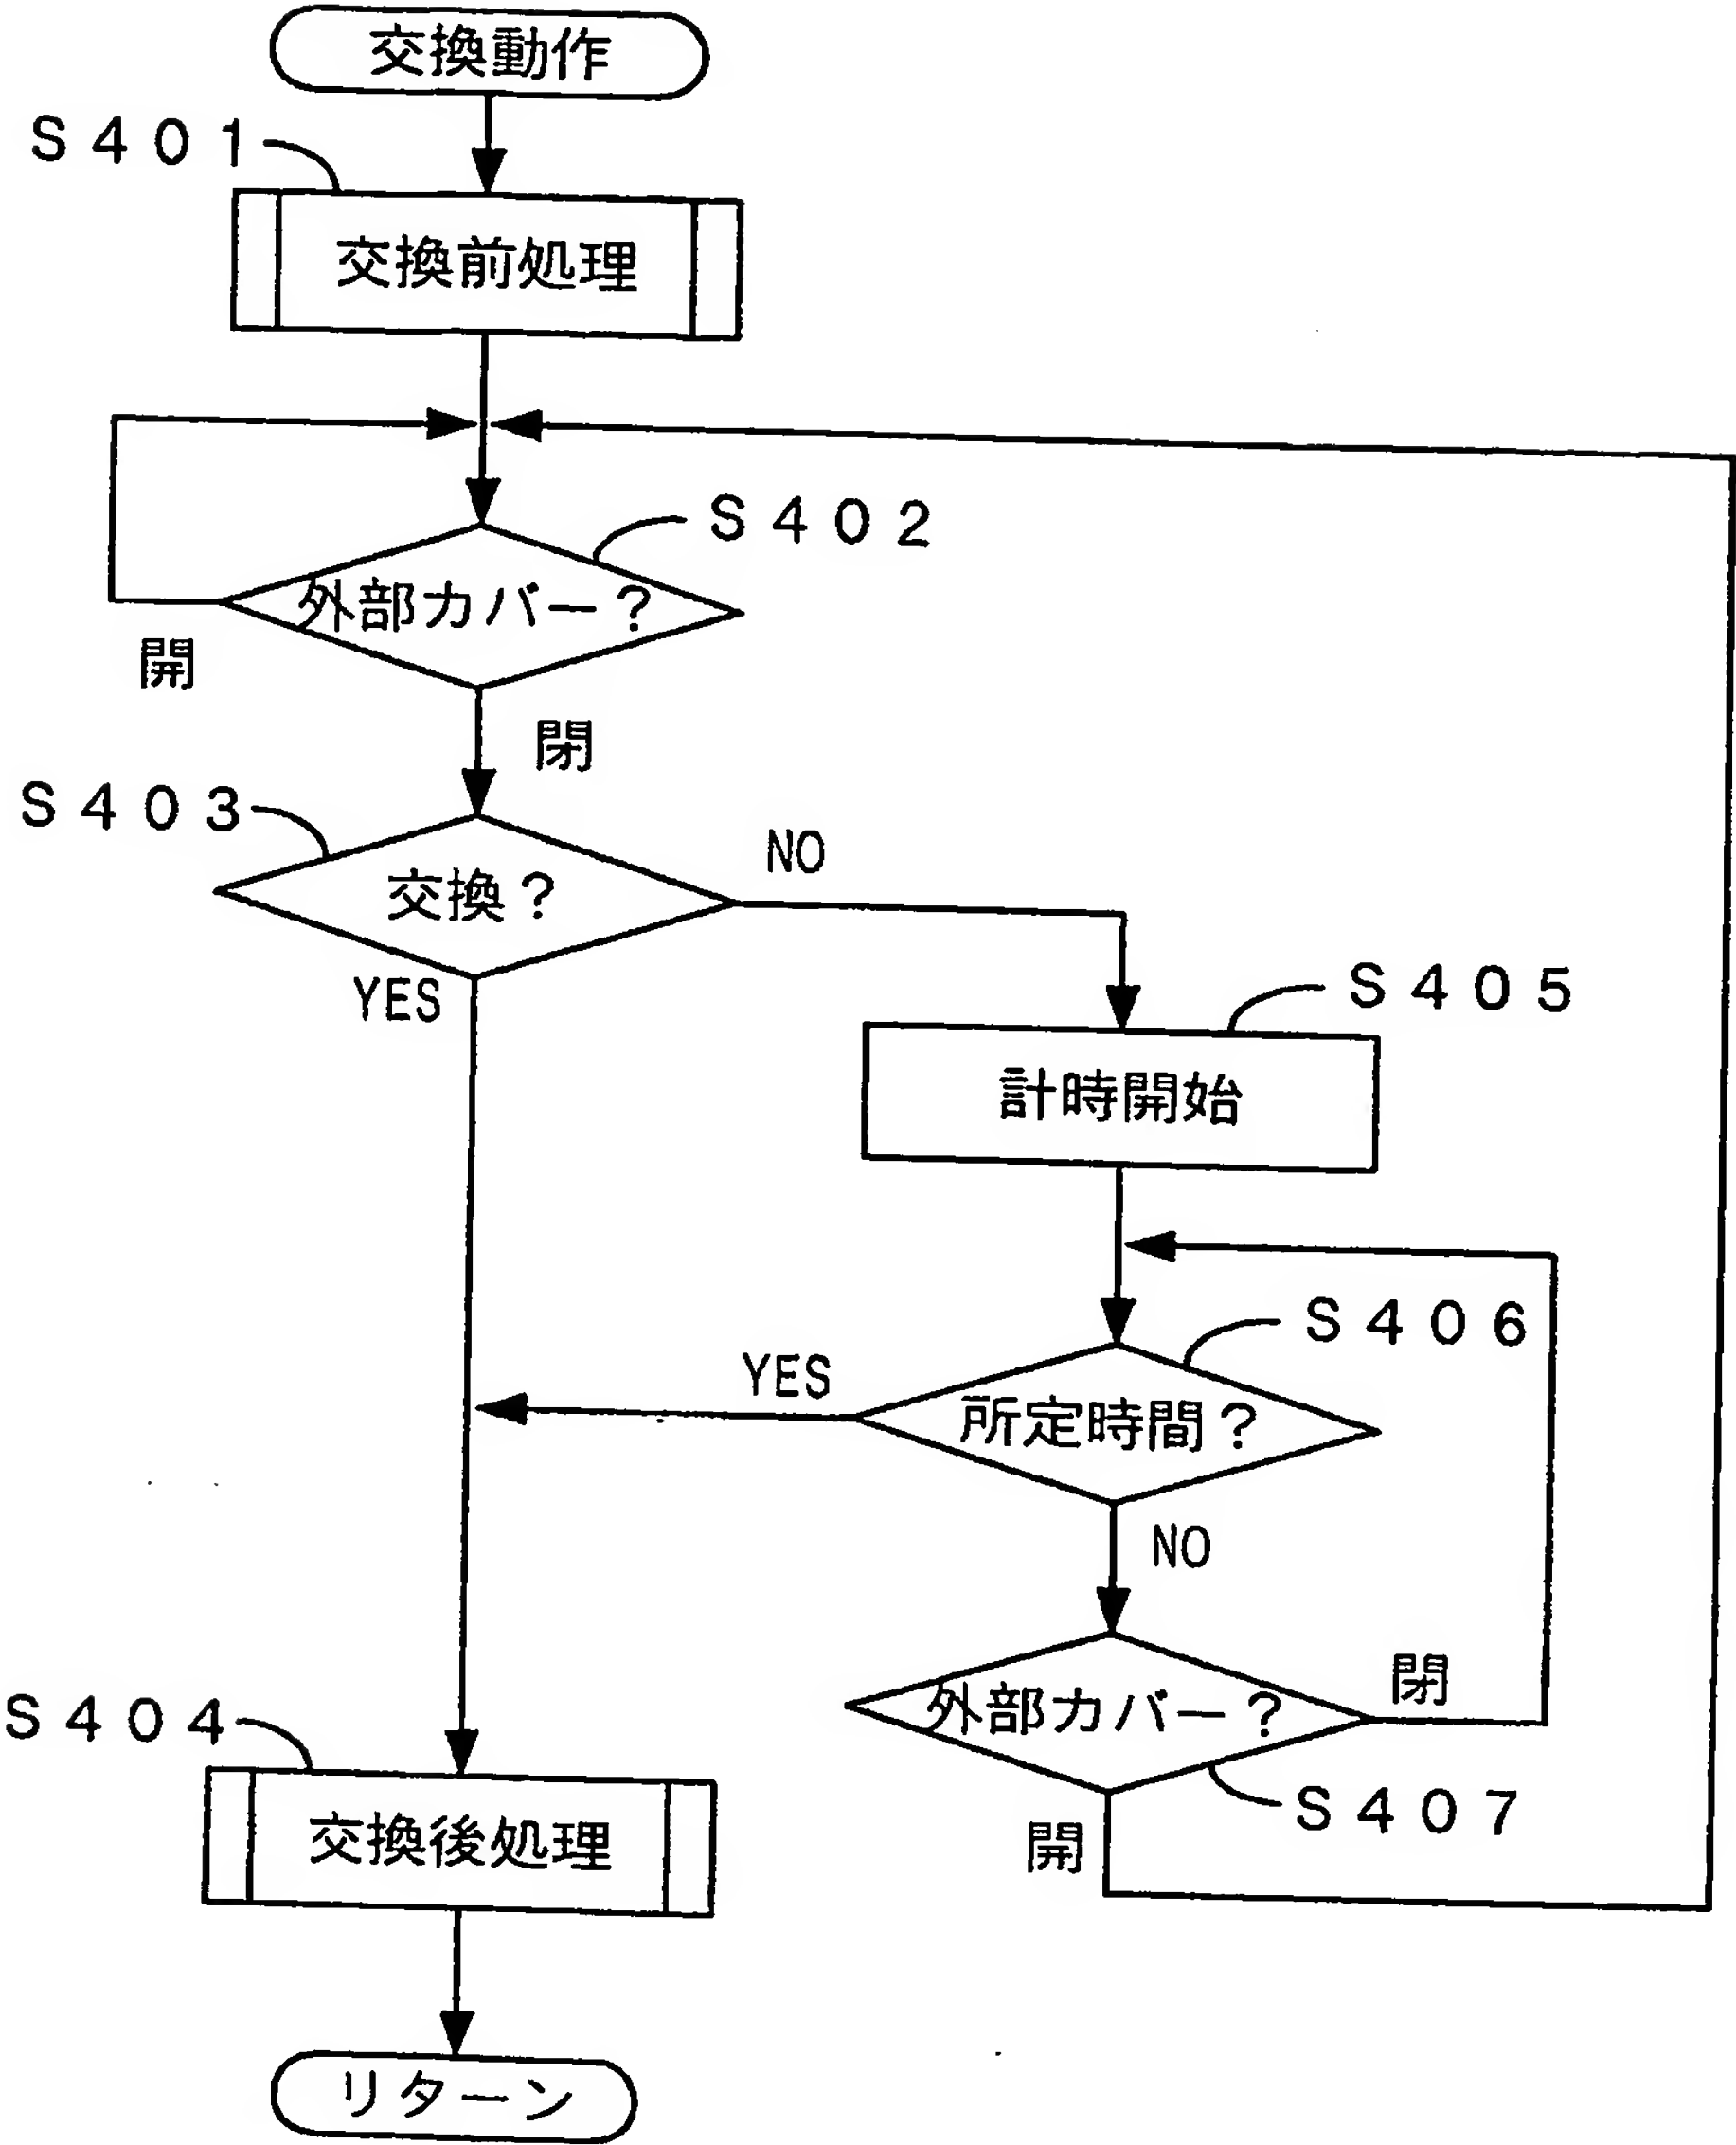 交換動作
S401
交換前処理
S402
外部カバー?
開
閉
S403
交換?
NO
YES
S405
計時開始
S406
YES
所定時間?
NO
S407
外部カバー?
閉
開
S404
交換後処理
リターン